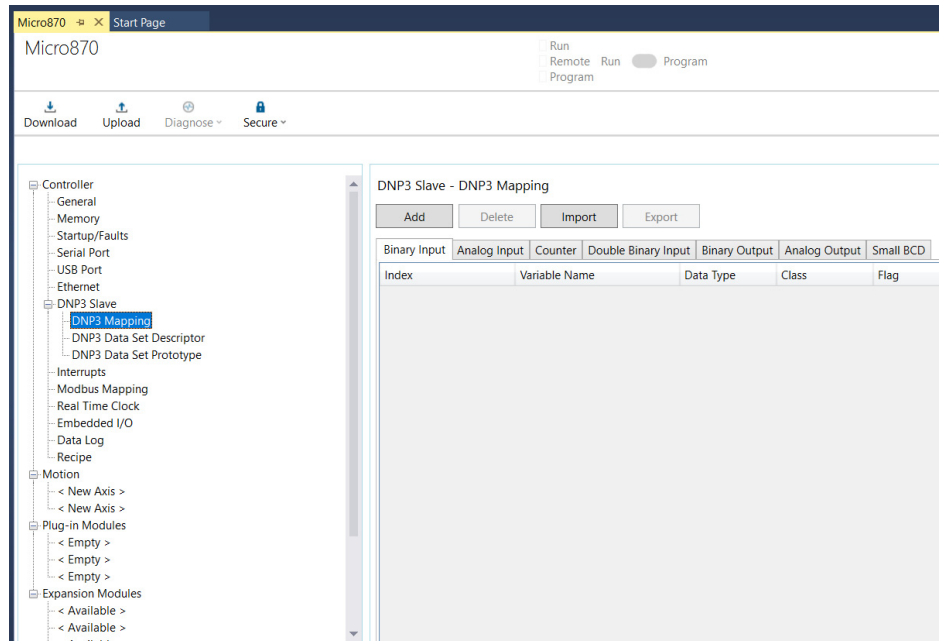 Micro870
Start Page
Micro870
Run
Remote Run Program
Program
Download Upload Diagnose Secure
Controller
General
Memory
Startup/Faults
Serial Port
USB Port
Ethernet
DNP3 Slave
DNP3 Mapping
DNP3 Data Set Descriptor
DNP3 Data Set Prototype
Interrupts
Modbus Mapping
Real Time Clock
Embedded I/O
Data Log
Recipe
Motion
< New Axis >
< New Axis >
Plug-in Modules
< Empty >
< Empty >
< Empty >
Expansion Modules
< Available >
< Available >
DNP3 Slave - DNP3 Mapping
Add Delete Import Export
Binary Input Analog Input Counter Double Binary Input Binary Output Analog Output Small BCD
Index Variable Name Data Type Class Flag